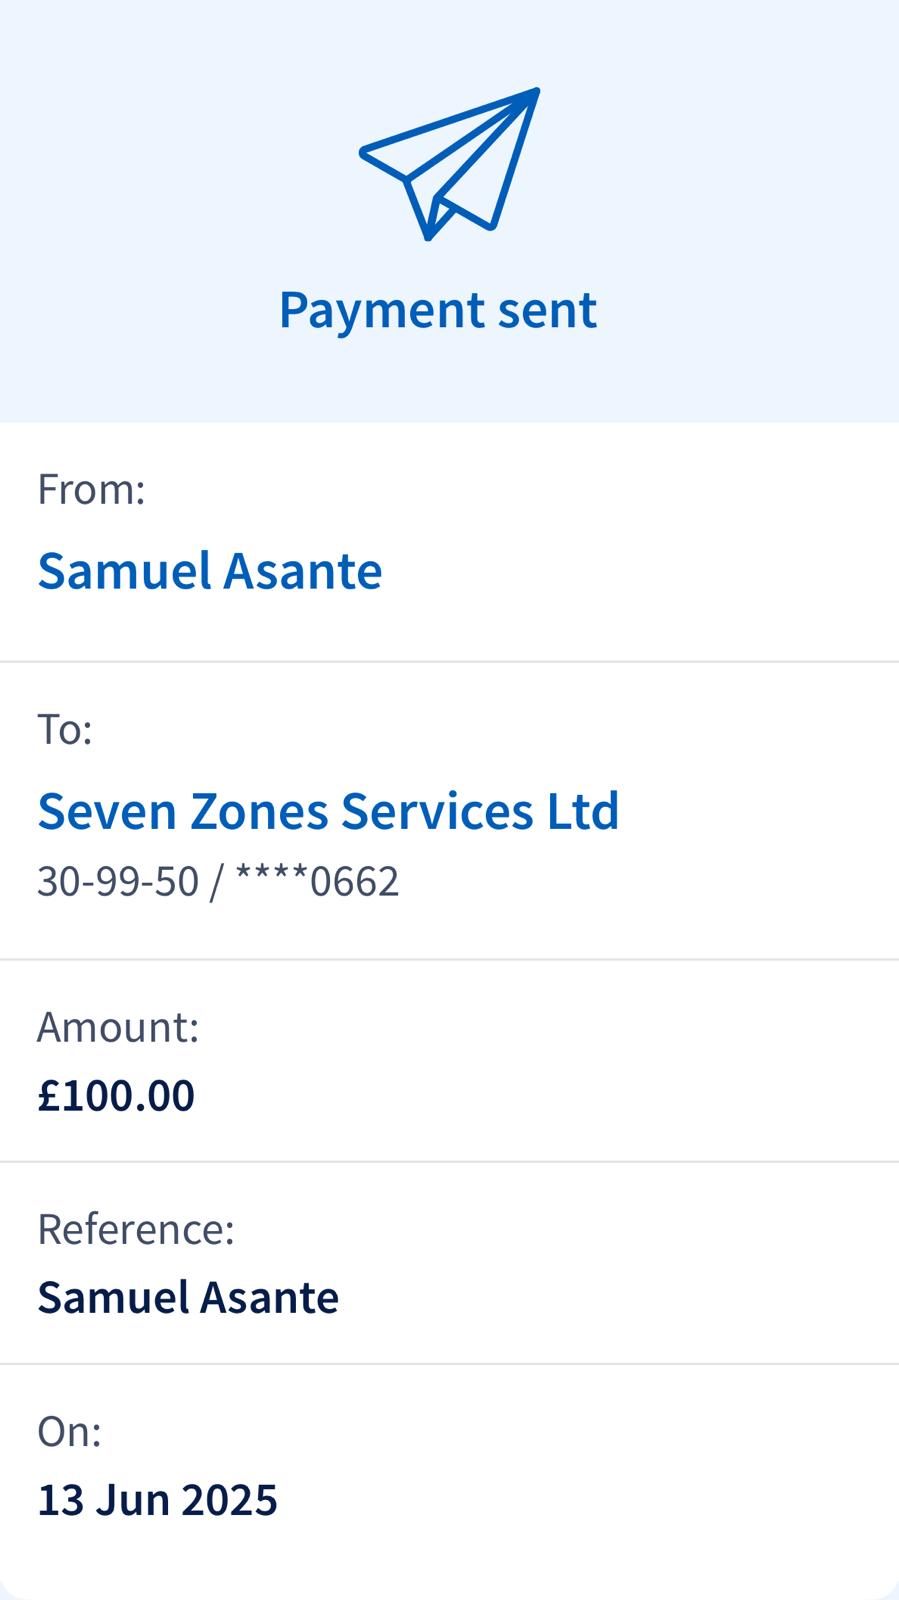 Payment sent
From:
Samuel Asante
To:
Seven Zones Services Ltd
30-99-50 / ****0662
Amount:
£100.00
Reference:
Samuel Asante
On:
13 Jun 2025